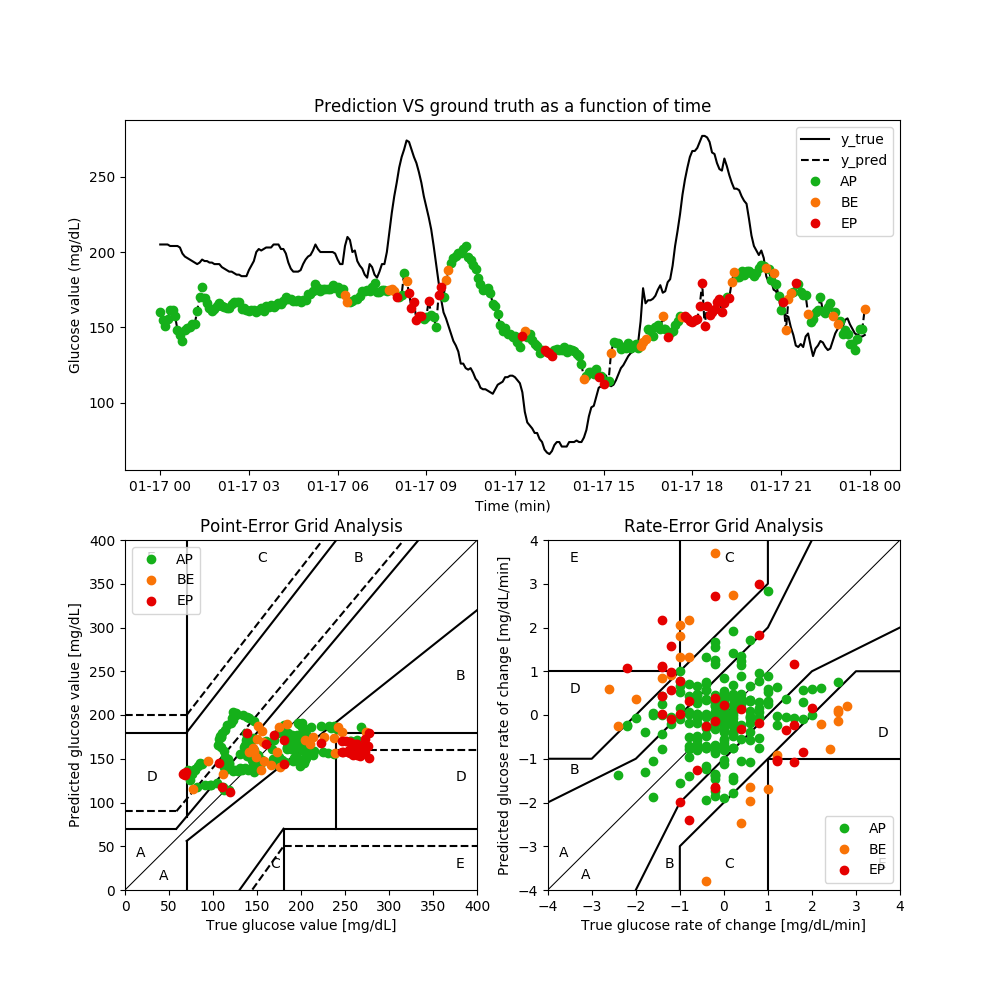 Prediction VS ground truth as a function of time
Glucose value (mg/dL)
250
200
150
100
y_true
y_pred
AP
BE
EP
01-17 00 01-17 03 01-17 06 01-17 09 01-17 12 01-17 15 01-17 18 01-17 21 01-18 00
Time (min)
Point-Error Grid Analysis
Predicted glucose value [mg/dL]
400
350
300
250
200
150
100
50
0
AP
BE
EP
C
B
B
D
D
A
A
C
E
0 50 100 150 200 250 300 350 400
True glucose value [mg/dL]
Rate-Error Grid Analysis
Predicted glucose rate of change [mg/dL/min]
4
3
2
1
0
−1
−2
−3
−4
E
C
D
D
B
A
A
B
C
AP
BE
EP
−4 −3 −2 −1 0 1 2 3 4
True glucose rate of change [mg/dL/min]